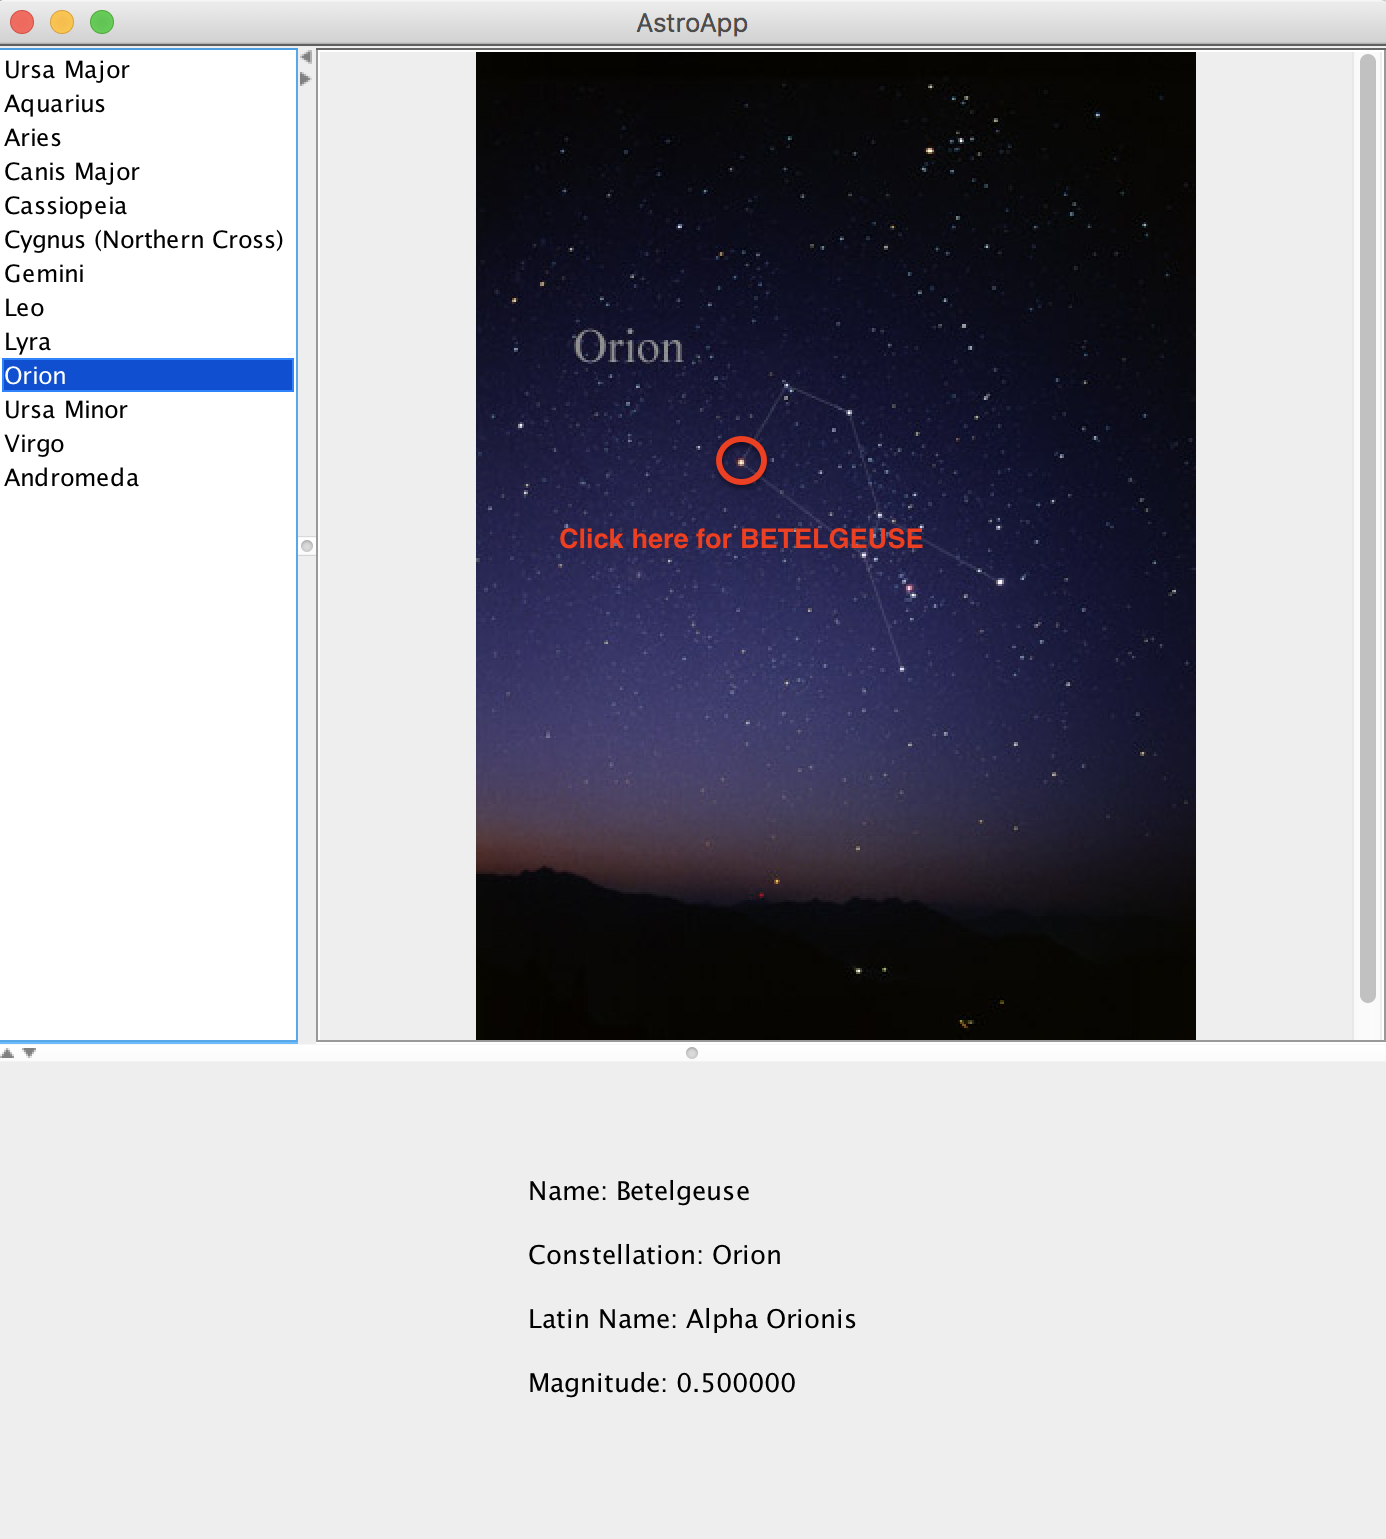 AstroApp
Ursa Major
Aquarius
Aries
Canis Major
Cassiopeia
Cygnus (Northern Cross)
Gemini
Leo
Lyra
Orion
Ursa Minor
Virgo
Andromeda
Orion
Click here for BETELGEUSE
Name: Betelgeuse
Constellation: Orion
Latin Name: Alpha Orionis
Magnitude: 0.500000